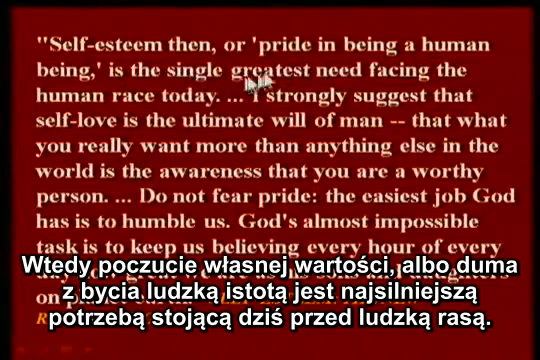 "Self-esteem then, or 'pride in being a human
being,' is the single greatest need facing the
human race today. ... I strongly suggest that
self-love is the ultimate will of man -- that what
you really want more than anything else in the
world is the awareness that you are a worthy
person. ... Do not fear pride: the easiest job God
has is to humble us. God's almost impossible
task is to keep us believing every hour of every
Wtedy poczucie własnej wartości, albo duma
z bycia ludzką istotą jest najsilniejszą
potrzebą stojącą dziś przed ludzką rasą.